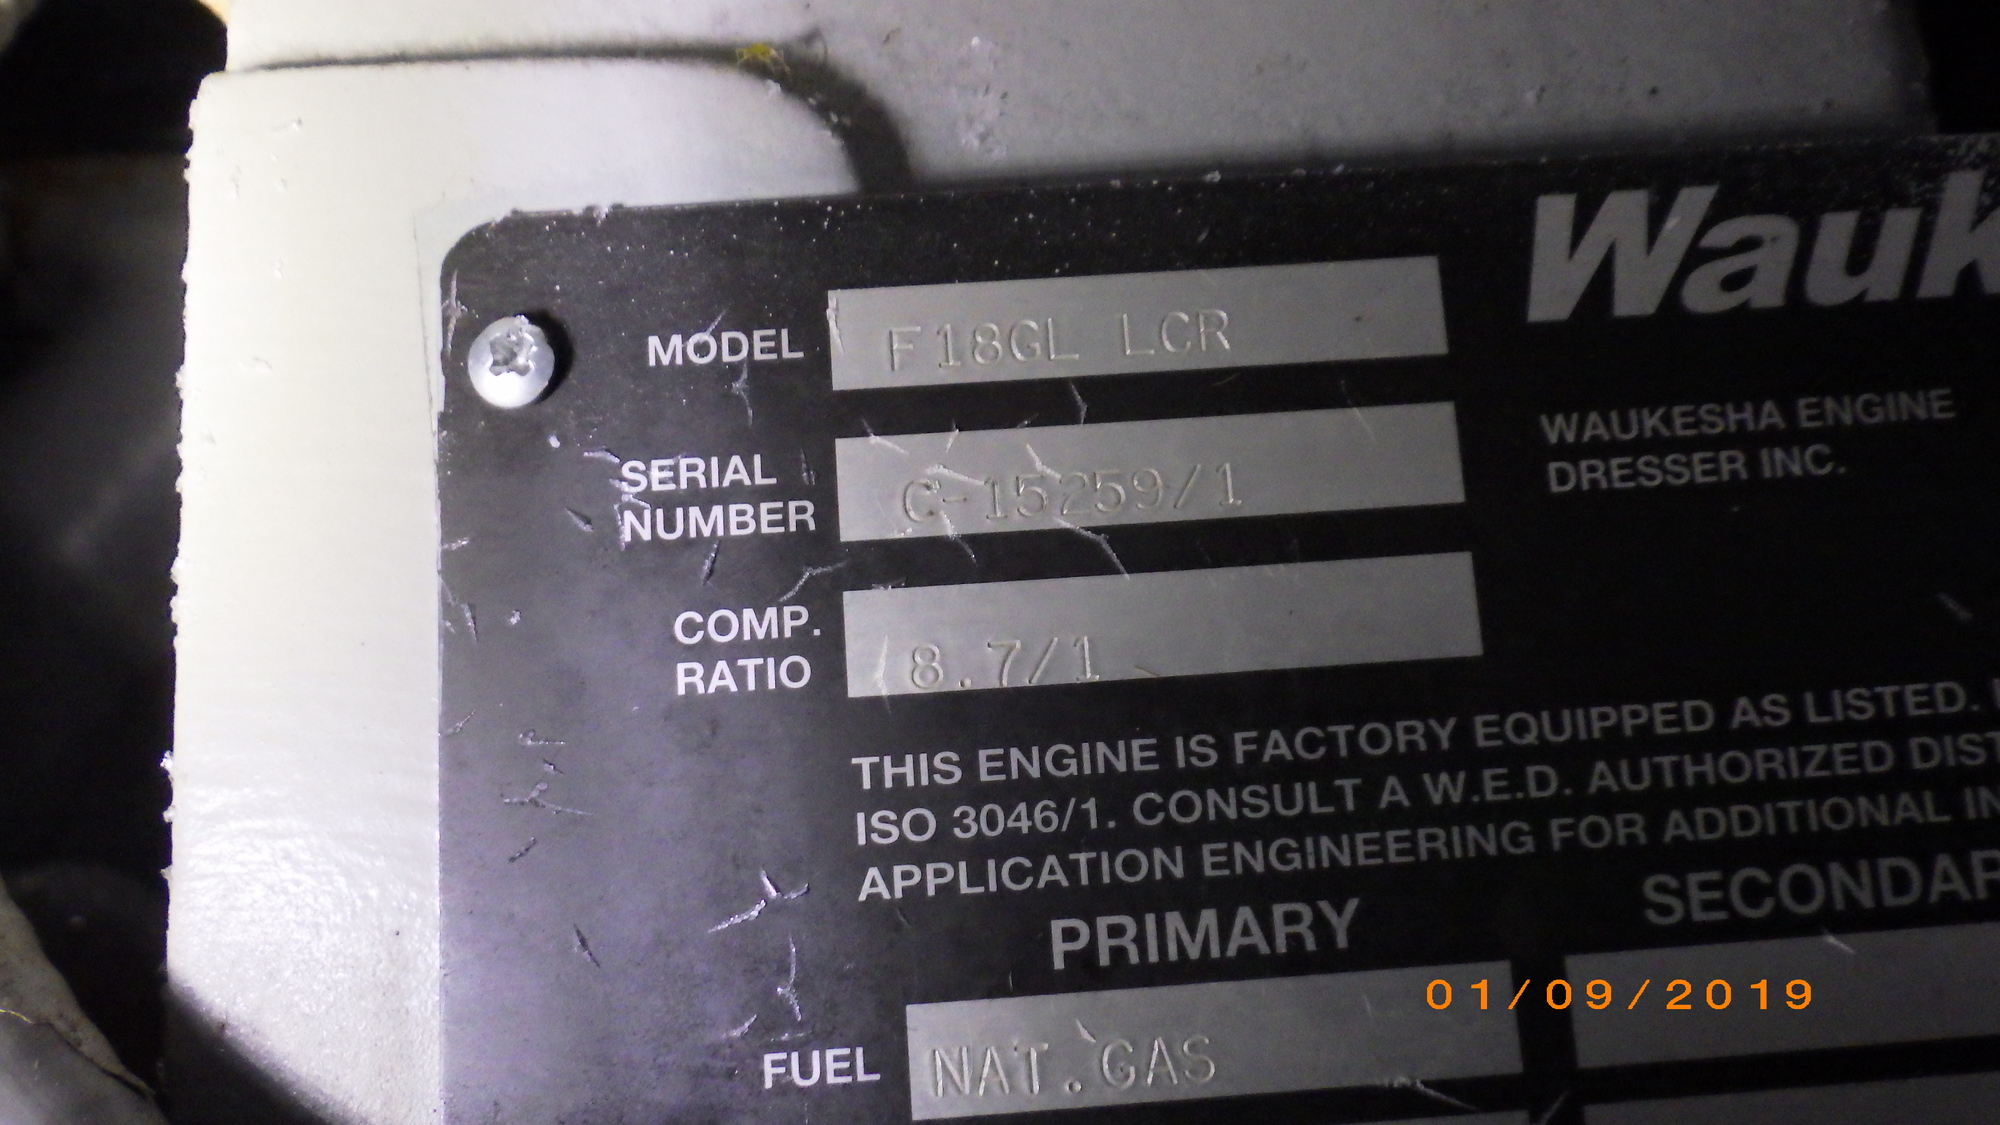 Wauk
MODEL F18GL LCR
WAUKESHA ENGINE
DRESSER INC.
SERIAL
NUMBER C-15259/1
COMP.
RATIO 8.7/1
THIS ENGINE IS FACTORY EQUIPPED AS LISTED.
ISO 3046/1. CONSULT A W.E.D. AUTHORIZED DIST
APPLICATION ENGINEERING FOR ADDITIONAL IN
PRIMARY SECONDAR
01/09/2019
FUEL NAT.GAS